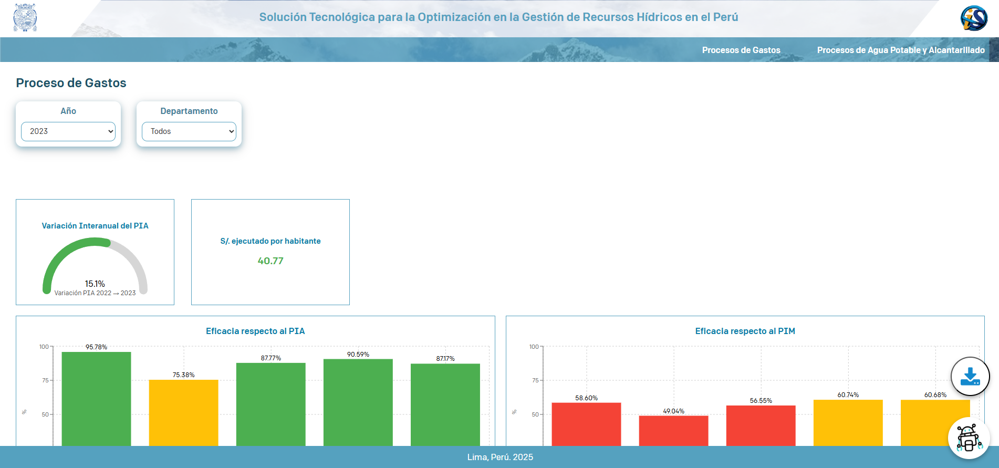 Solución Tecnológica para la Optimización en la Gestión de Recursos Hídricos en el Perú
iS
Procesos de Gastos
Procesos de Agua Potable y Alcantarillado
Proceso de Gastos
Año
Departamento
2023
Todos
Variación Interanual del PIA
15.1%
Variación PIA 2022 → 2023
S/. ejecutado por habitante
40.77
Eficacia respecto al PIA
100
75
50
%
95.78%
75.38%
87.77%
90.59%
87.17%
Eficacia respecto al PIM
100
75
50
%
58.60%
49.04%
56.55%
60.74%
60.68%
Lima, Perú. 2025